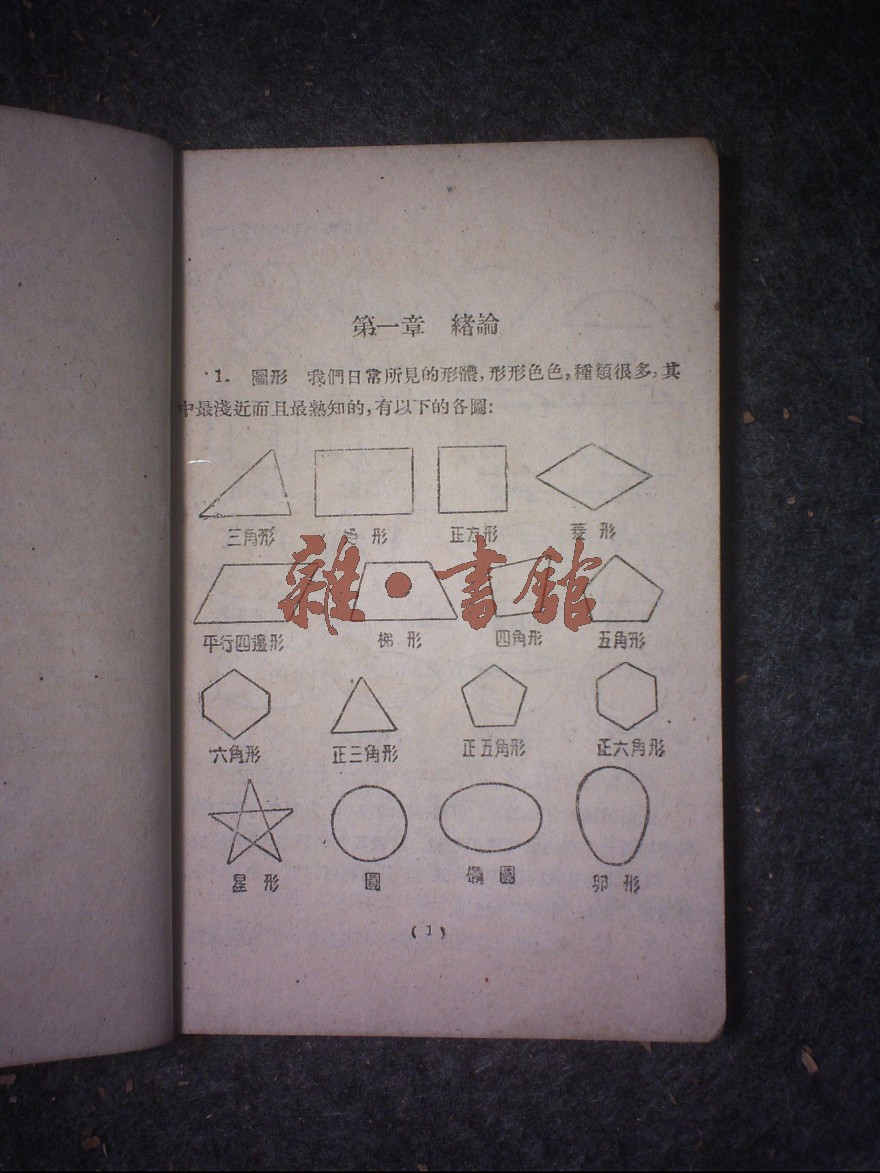 第一章 緒論
1. 圖形 我們日常所見的形體,形形色色,種類很多,其
中最淺近而且最熟知的,有以下的各圖:
三角形 形 正方形 菱形
雜·書館
平行四邊形 梯形 四角形 五角形
六角形 正三角形 正五角形 正六角形
星形 圓 橢圓 卵形
(1)